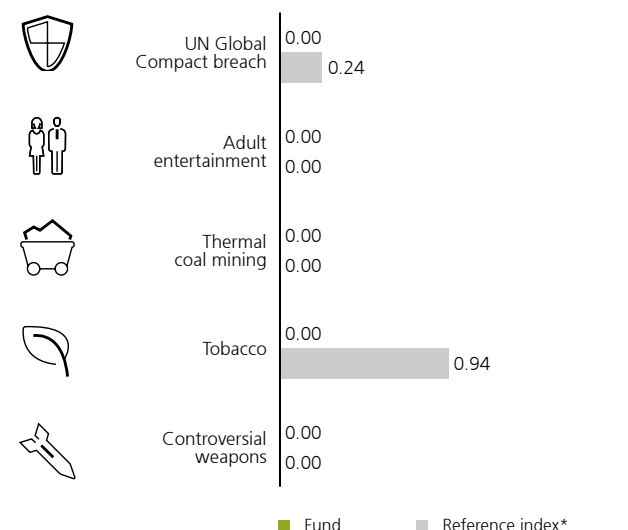 UN Global
Compact breach
0.00
0.24
Adult
entertainment
0.00
0.00
Thermal
coal mining
0.00
0.00
Tobacco
0.00
0.94
Controversial
weapons
0.00
0.00
Fund
Reference index*